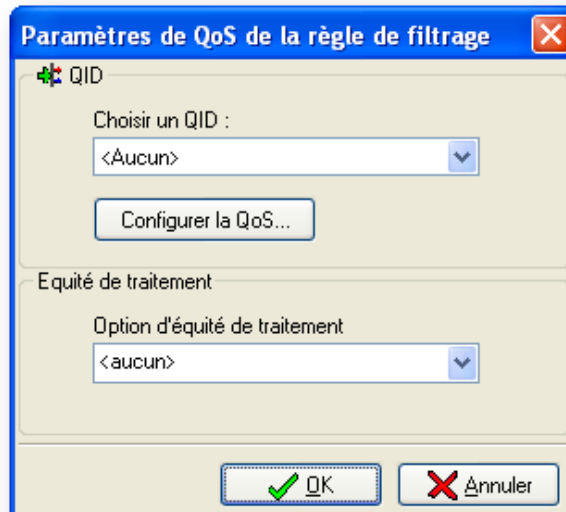 Paramètres de QoS de la règle de filtrage
QID
Choisir un QID :
<Aucun>
Configurer la QoS...
Equité de traitement
Option d'équité de traitement
<aucun>
OK
Annuler